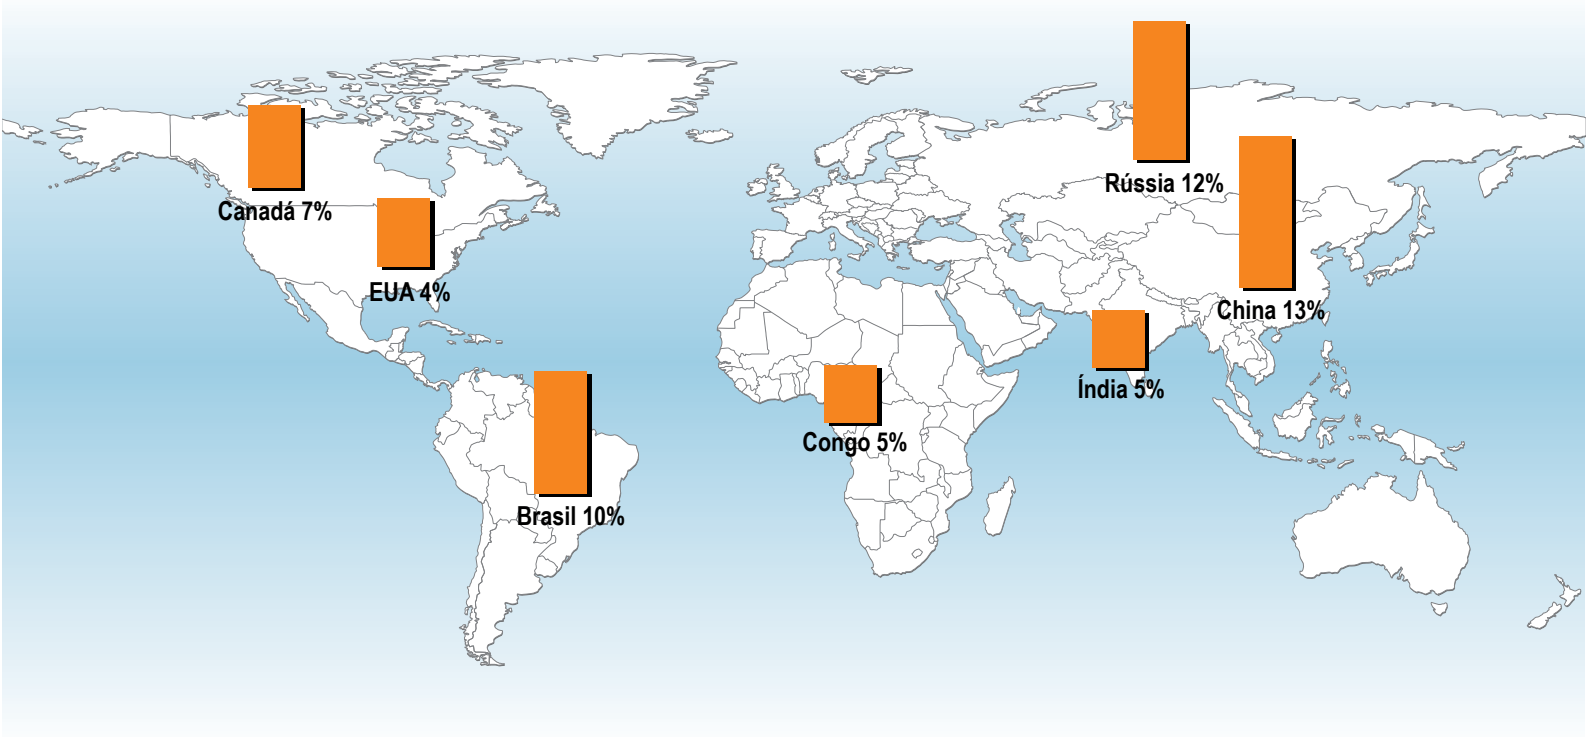 Rússia 12%
Canadá 7%
EUA 4%
China 13%
Índia 5%
Congo 5%
Brasil 10%